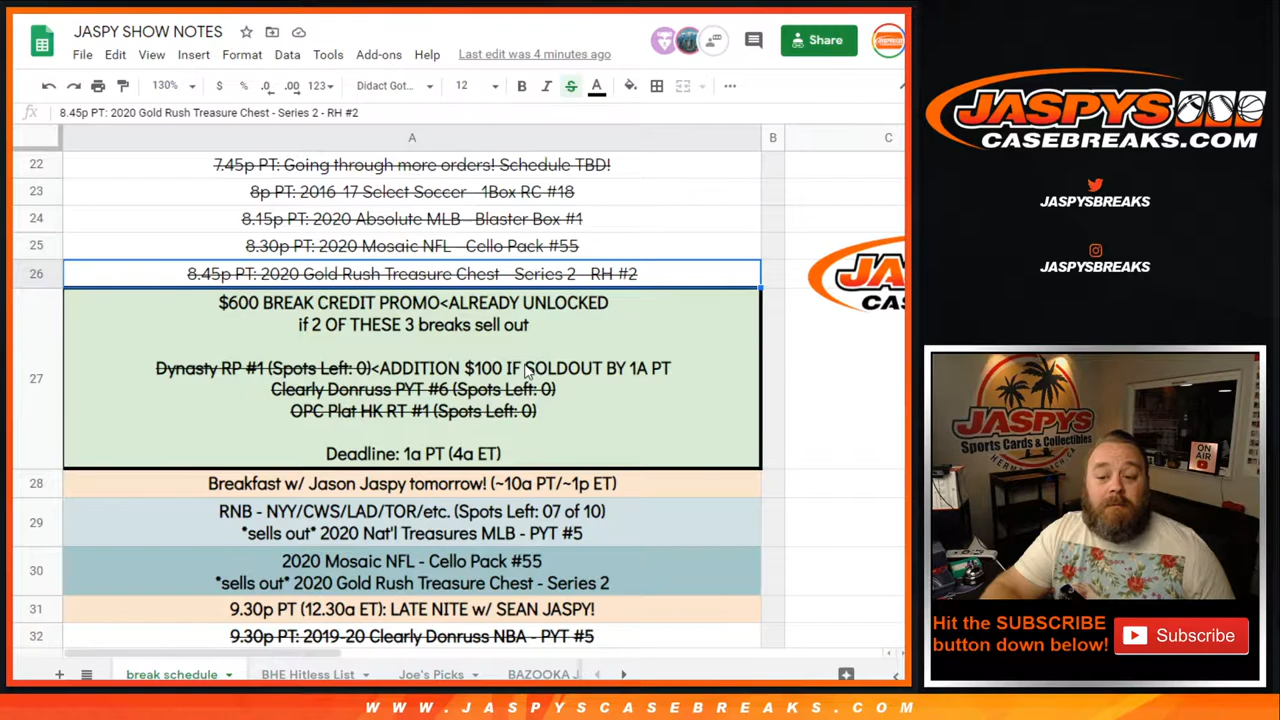 JASPY SHOW NOTES
File Edit View Insert Format Data Tools Add-ons Help Last edit was 4 minutes ago
Share
130% $ % .0 .00 123 Didact Got... 12 B I S A
fx 8.45p PT: 2020 Gold Rush Treasure Chest - Series 2 - RH #2
A B C
22 7.45p PT: Going through more orders! Schedule TBD!
23 8p PT: 2016-17 Select Soccer - 1Box RC #18
24 8.15p PT: 2020 Absolute MLB - Blaster Box #1
25 8.30p PT: 2020 Mosaic NFL - Cello Pack #55
26 8.45p PT: 2020 Gold Rush Treasure Chest - Series 2 - RH #2
$600 BREAK CREDIT PROMO<ALREADY UNLOCKED
if 2 OF THESE 3 breaks sell out
27 Dynasty RP #1 (Spots Left: 0)<ADDITION $100 IF SOLDOUT BY 1A PT
Clearly Donruss PYT #6 (Spots Left: 0)
OPC Plat HK RT #1 (Spots Left: 0)
Deadline: 1a PT (4a ET)
28 Breakfast w/ Jason Jaspy tomorrow! (~10a PT/~1p ET)
29 RNB - NYY/CWS/LAD/TOR/etc. (Spots Left: 07 of 10)
*sells out* 2020 Nat'l Treasures MLB - PYT #5
30 2020 Mosaic NFL - Cello Pack #55
*sells out* 2020 Gold Rush Treasure Chest - Series 2
31 9.30p PT (12.30a ET): LATE NITE w/ SEAN JASPY!
32 9.30p PT: 2019-20 Clearly Donruss NBA - PYT #5
break schedule BHE Hitless List Joe's Picks BAZOOKA J
JA
CAS
JASPYS
CASEBREAKS.COM
JASPYSBREAKS
JASPYSBREAKS
JASPYS
Sports Cards & Collectibles
ON AIR
Hit the SUBSCRIBE
button down below!
Subscribe
WWW.JASPYSCASEBREAKS.COM